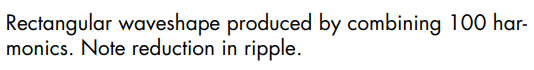 Rectangular waveshape produced by combining 100 har-
monics. Note reduction in ripple.